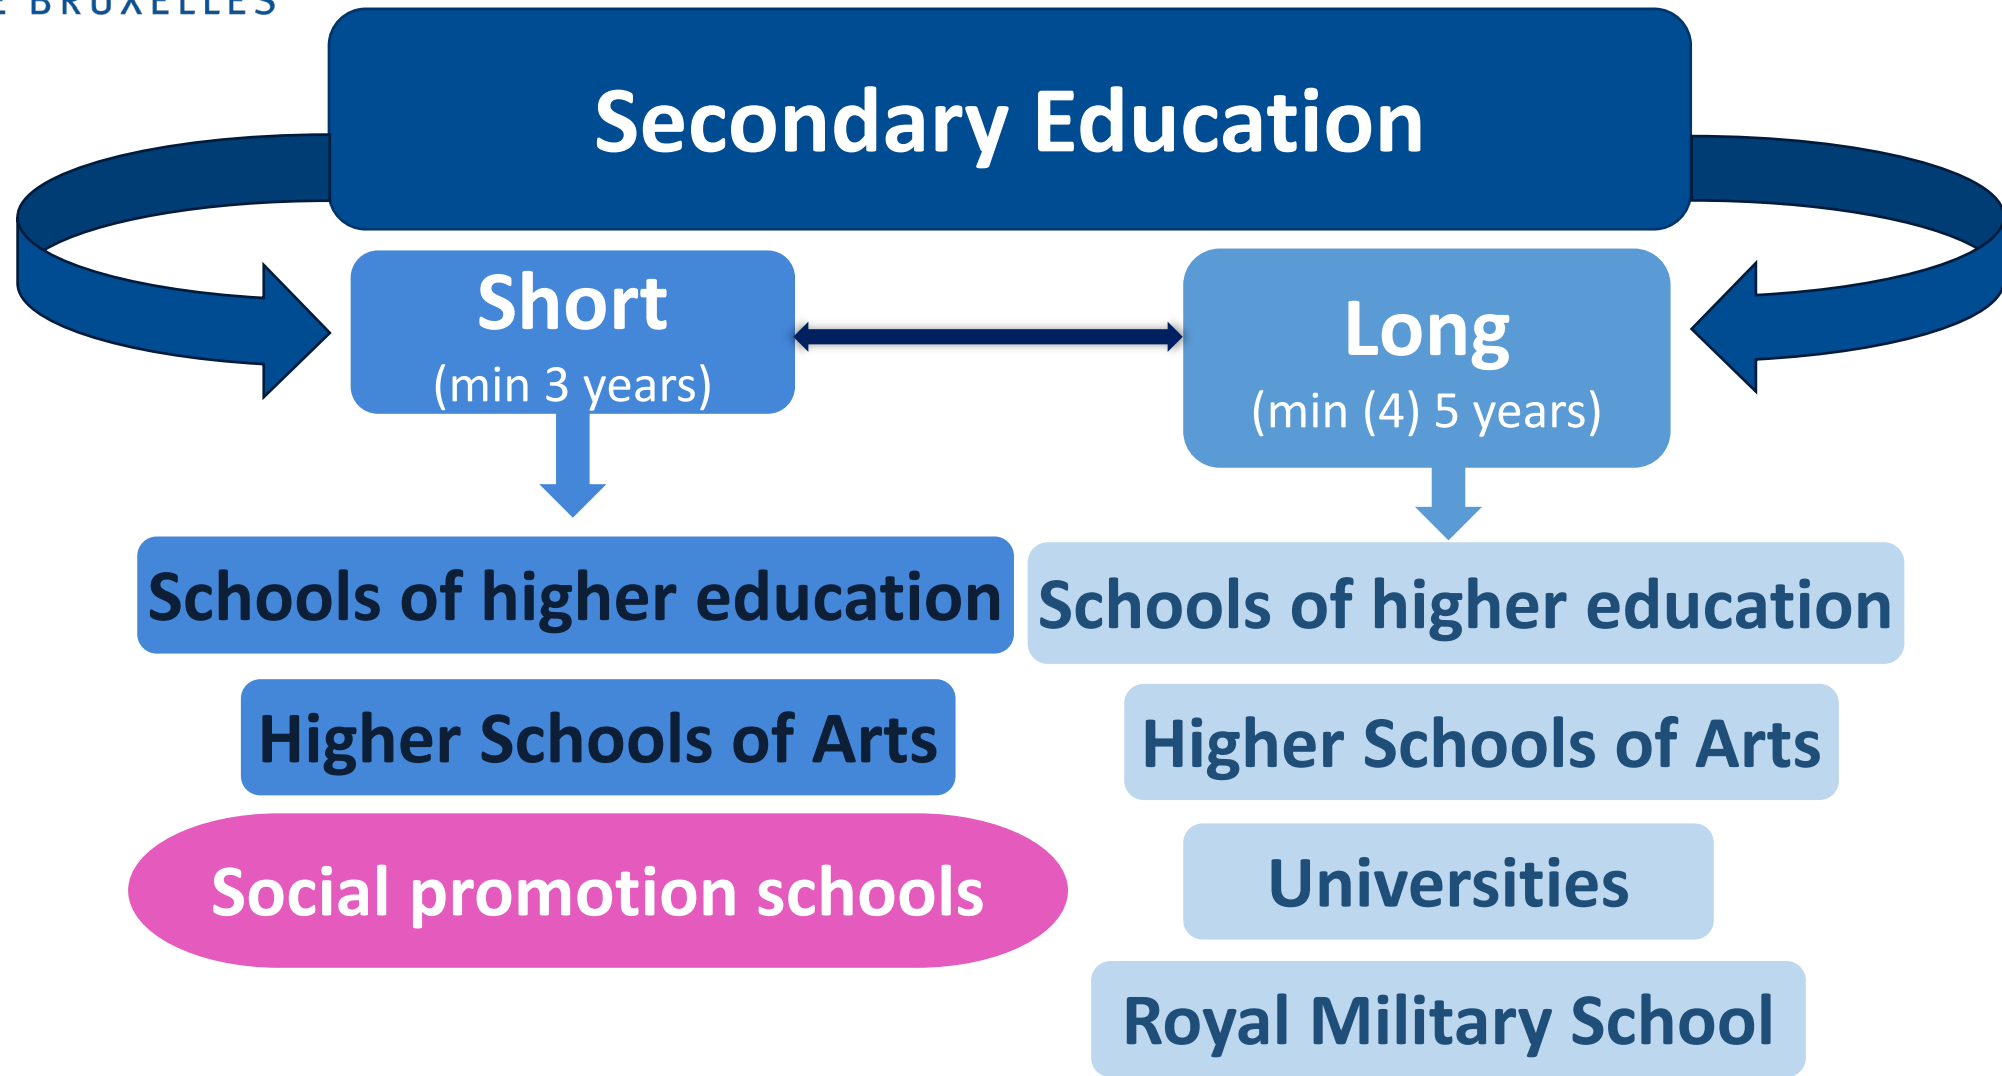 BRUXELLES
Secondary Education
Short
(min 3 years)
Long
(min (4) 5 years)
Schools of higher education
Higher Schools of Arts
Social promotion schools
Schools of higher education
Higher Schools of Arts
Universities
Royal Military School